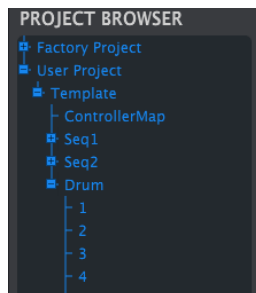 PROJECT BROWSER
Factory Project
User Project
Template
ControllerMap
Seq1
Seq2
Drum
1
2
3
4